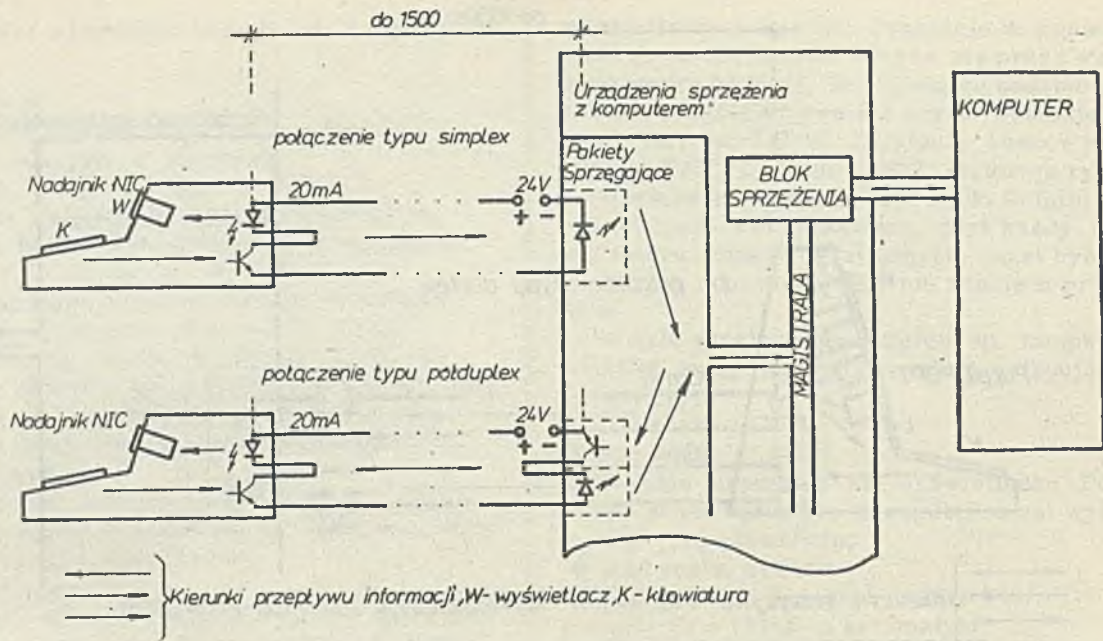 do 1500
Urządzenia sprzężenia
z komputerem
KOMPUTER
połączenie typu simplex
Pakiety
Sprzęgające
BLOK
SPRZĘŻENIA
Nadajnik NIC
W
K
20mA
24V
+ -
MAGISTRALA
połączenie typu półduplex
Nadajnik NIC
20mA
24V
+ -
Kierunki przepływu informacji, W-wyświetlacz, K-klawiatura